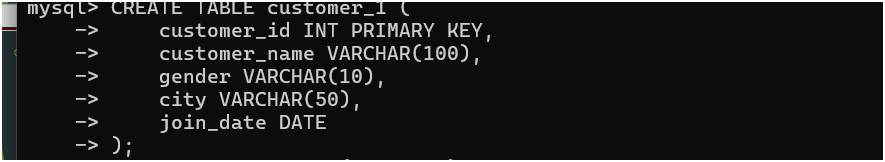 mysql> CREATE TABLE customer_1 (
    -> customer_id INT PRIMARY KEY,
    -> customer_name VARCHAR(100),
    -> gender VARCHAR(10),
    -> city VARCHAR(50),
    -> join_date DATE
    -> );